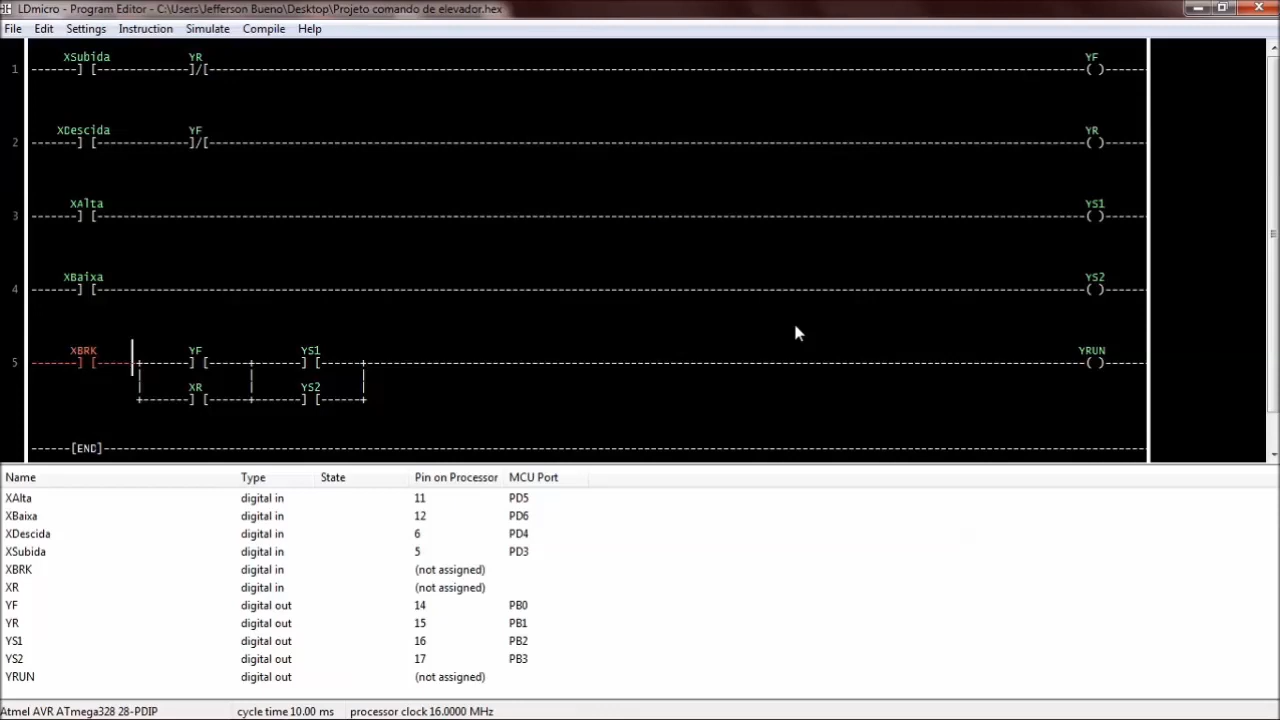 LDmicro - Program Editor - C:\Users\Jefferson Bueno\Desktop\Projeto comando de elevador.hex
File Edit Settings Instruction Simulate Compile Help
XSubida YR YF
1 ------] [------]/[------( )------
XDescida YF YR
2 ------] [------]/[------( )------
XAlta YS1
3 ------] [------( )------
XBaixa YS2
4 ------] [------( )------
XBRK YF YS1 YRUN
5 ------] [------+------] [------+------] [------+------( )------
XR YS2
+------] [------+------] [------+
------[END]------
Name Type State Pin on Processor MCU Port
XAlta digital in 11 PD5
XBaixa digital in 12 PD6
XDescida digital in 6 PD4
XSubida digital in 5 PD3
XBRK digital in (not assigned)
XR digital in (not assigned)
YF digital out 14 PB0
YR digital out 15 PB1
YS1 digital out 16 PB2
YS2 digital out 17 PB3
YRUN digital out (not assigned)
Atmel AVR ATmega328 28-PDIP cycle time 10.00 ms processor clock 16.0000 MHz